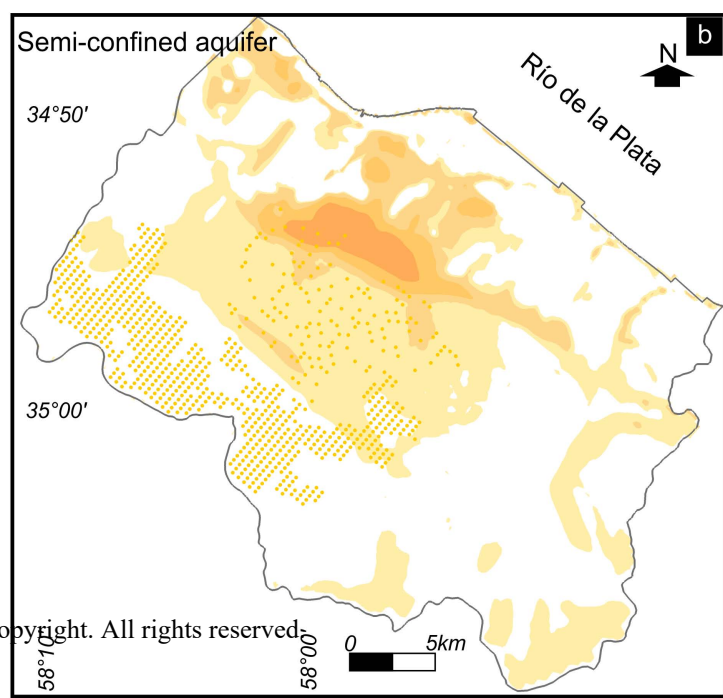 Semi-confined aquifer
b
N
Río de la Plata
34°50'
35°00'
opyright. All rights reserved.
58°10'
58°00'
0 5km